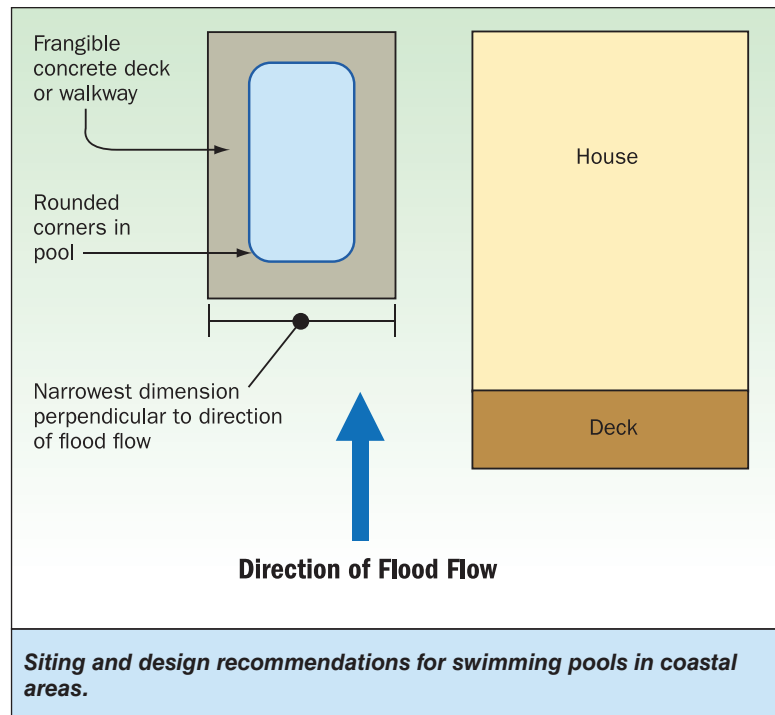 Frangible
concrete deck
or walkway
House
Rounded
corners in
pool
Narrowest dimension
perpendicular to direction
of flood flow
Deck
Direction of Flood Flow
Siting and design recommendations for swimming pools in coastal
areas.